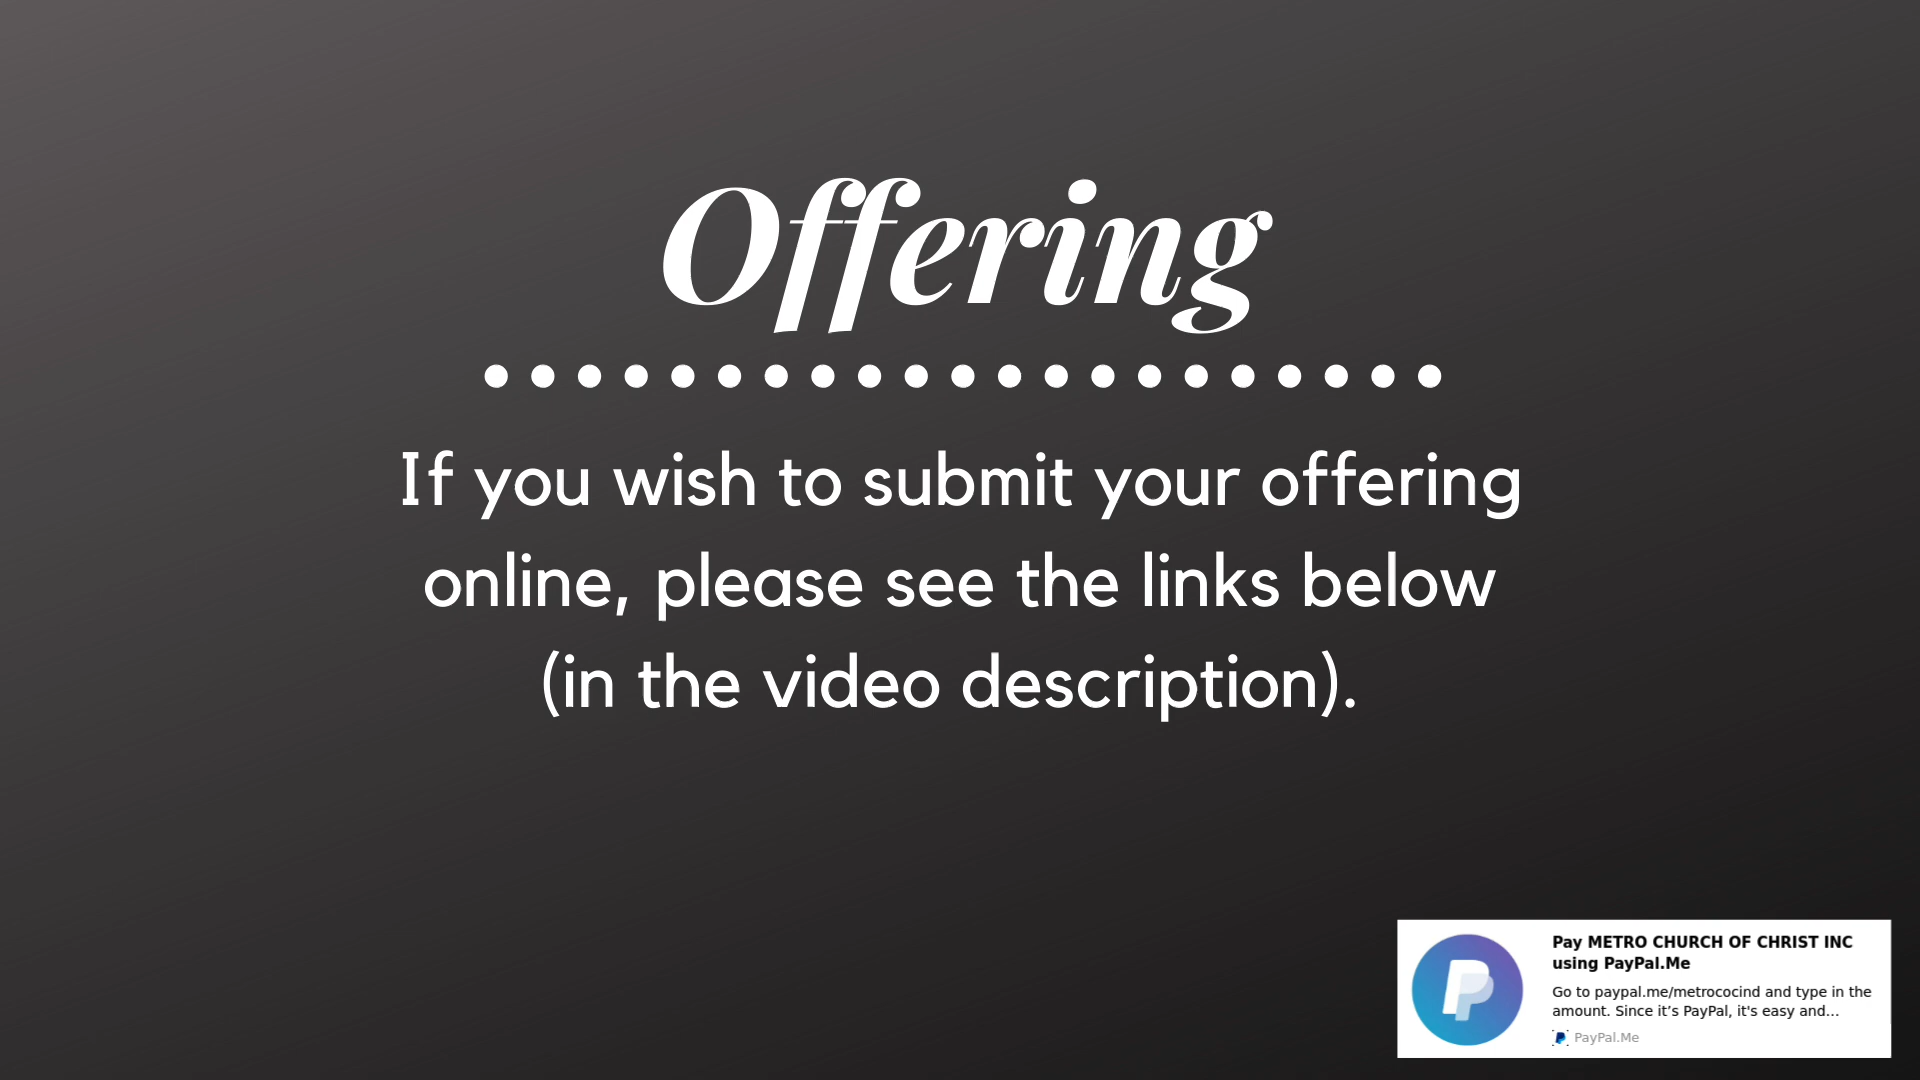 Offering
If you wish to submit your offering
online, please see the links below
(in the video description).
Pay METRO CHURCH OF CHRIST INC
using PayPal.Me
Go to paypal.me/metrococind and type in the
amount. Since it’s PayPal, it's easy and...
PayPal.Me